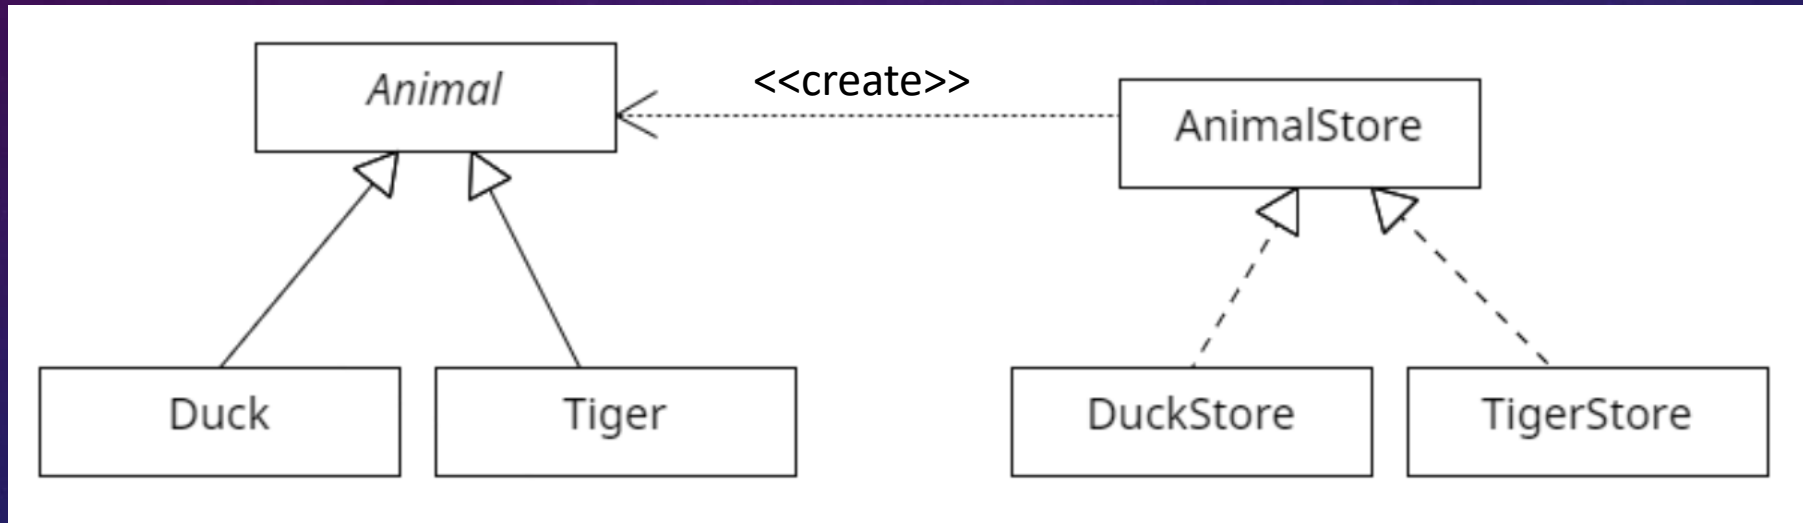 Animal
<<create>>
AnimalStore
Duck
Tiger
DuckStore
TigerStore